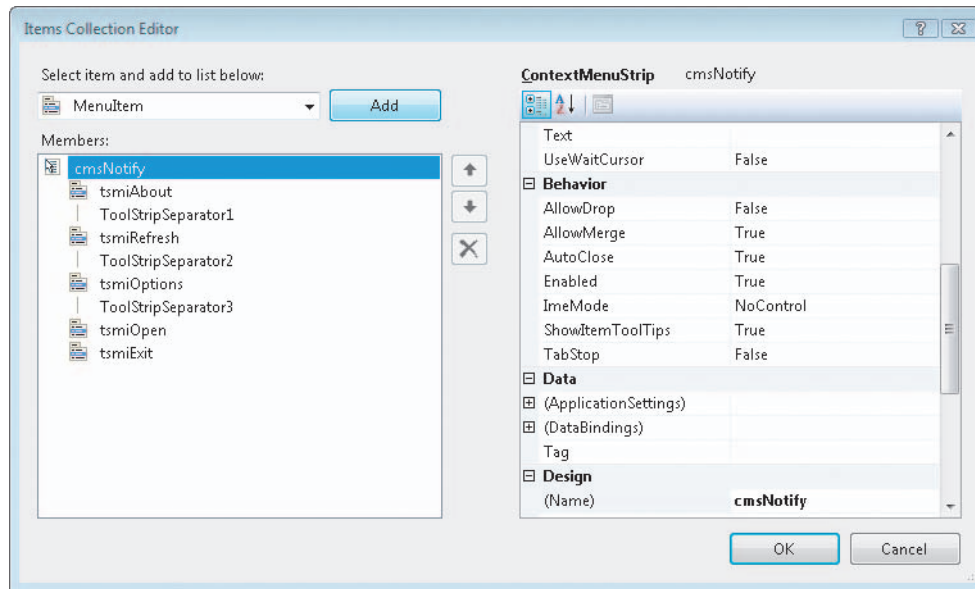 Items Collection Editor
Select item and add to list below:
MenuItem
Add
Members:
cmsNotify
tsmiAbout
ToolStripSeparator1
tsmiRefresh
ToolStripSeparator2
tsmiOptions
ToolStripSeparator3
tsmiOpen
tsmiExit
ContextMenuStrip cmsNotify
Text
UseWaitCursor False
Behavior
AllowDrop False
AllowMerge True
AutoClose True
Enabled True
ImeMode NoControl
ShowItemToolTips True
TabStop False
Data
(ApplicationSettings)
(DataBindings)
Tag
Design
(Name) cmsNotify
OK
Cancel